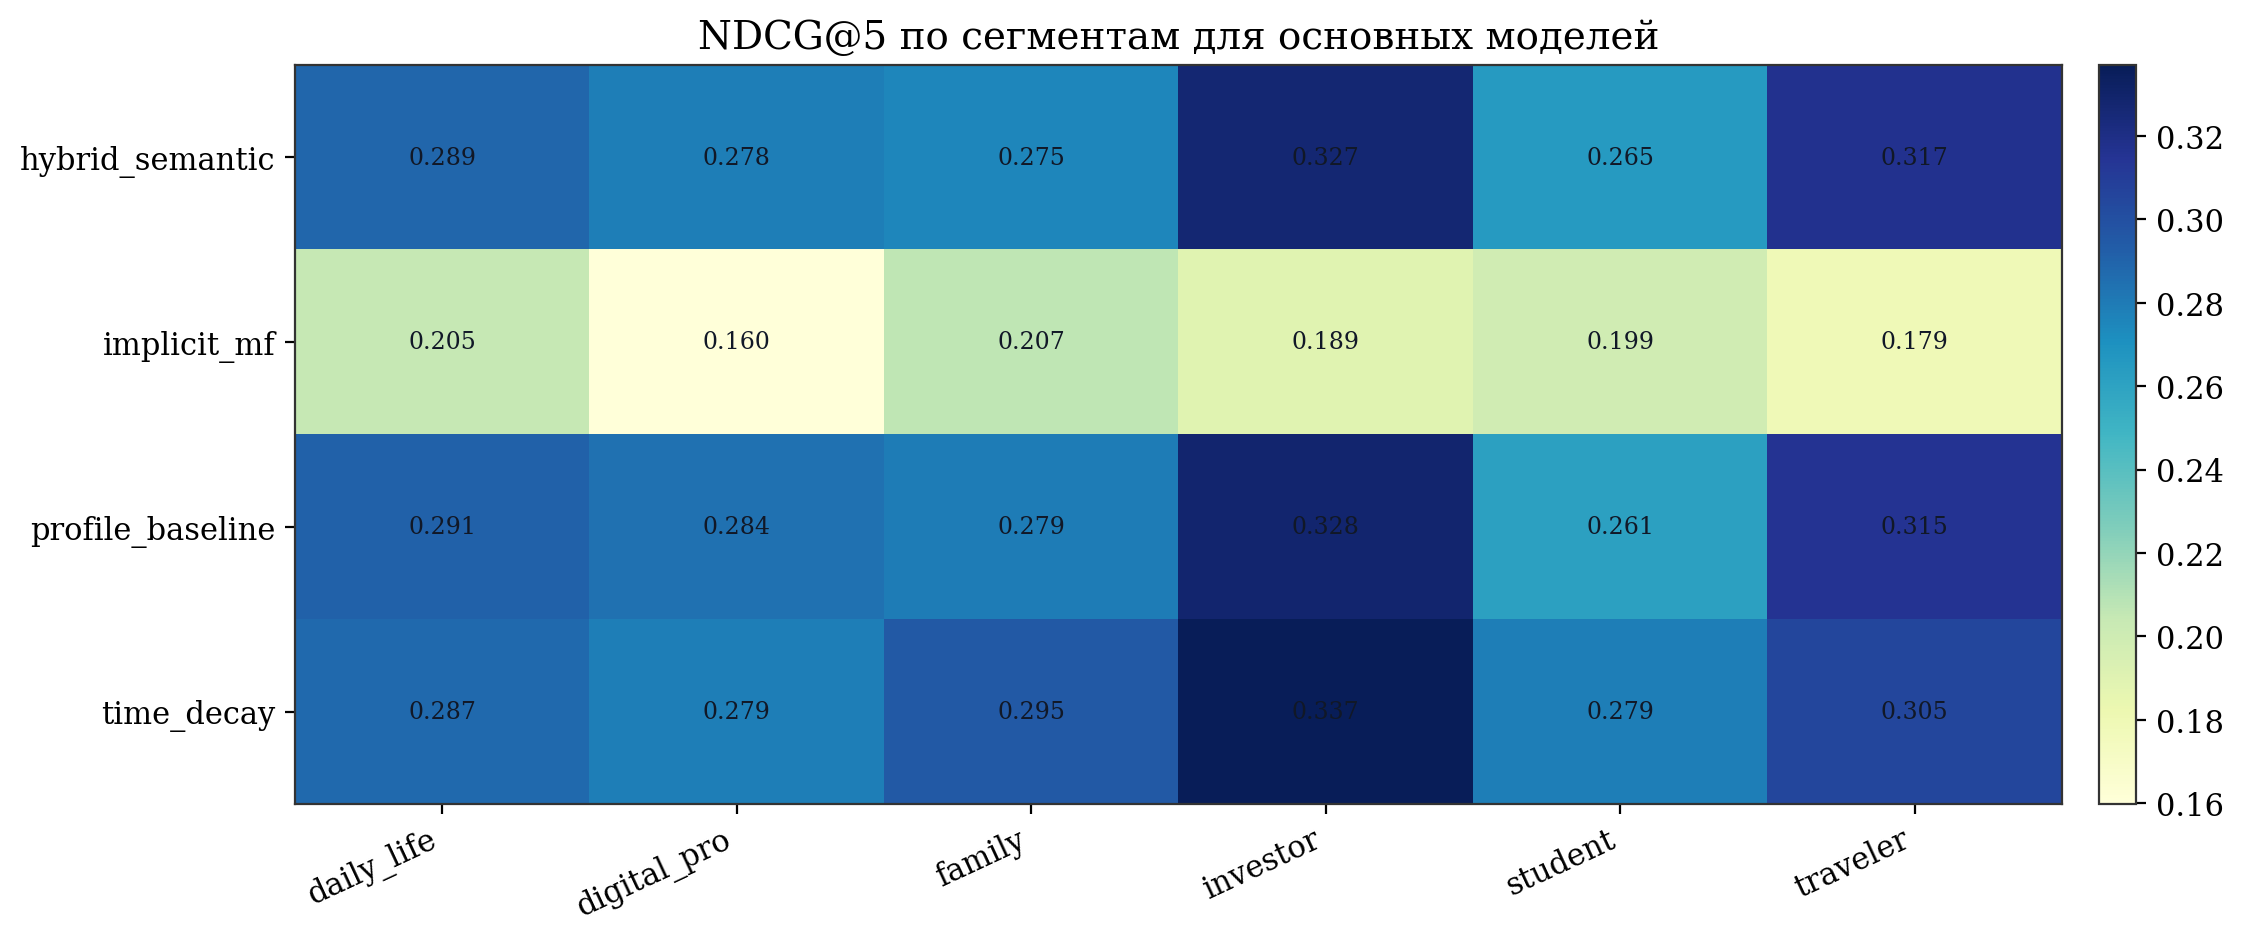 NDCG@5 по сегментам для основных моделей
hybrid_semantic 0.289 0.278 0.275 0.327 0.265 0.317
implicit_mf 0.205 0.160 0.207 0.189 0.199 0.179
profile_baseline 0.291 0.284 0.279 0.328 0.261 0.315
time_decay 0.287 0.279 0.295 0.337 0.279 0.305
daily_life digital_pro family investor student traveler
0.32
0.30
0.28
0.26
0.24
0.22
0.20
0.18
0.16